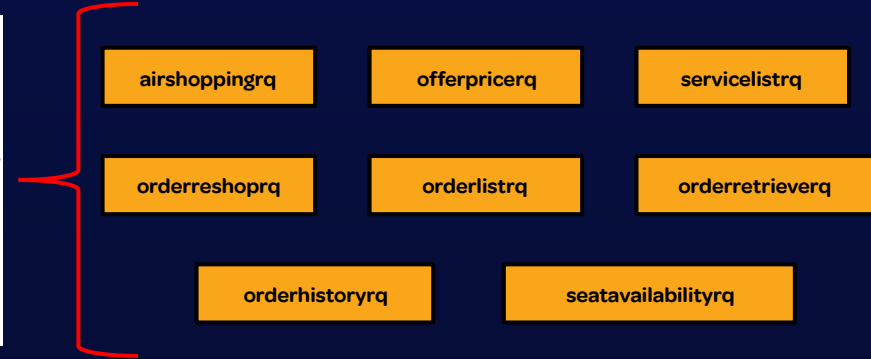 airshoppingrq
offerpricerq
servicelistrq
orderreshoprq
orderlistrq
orderretrieverq
orderhistoryrq
seatavailabilityrq